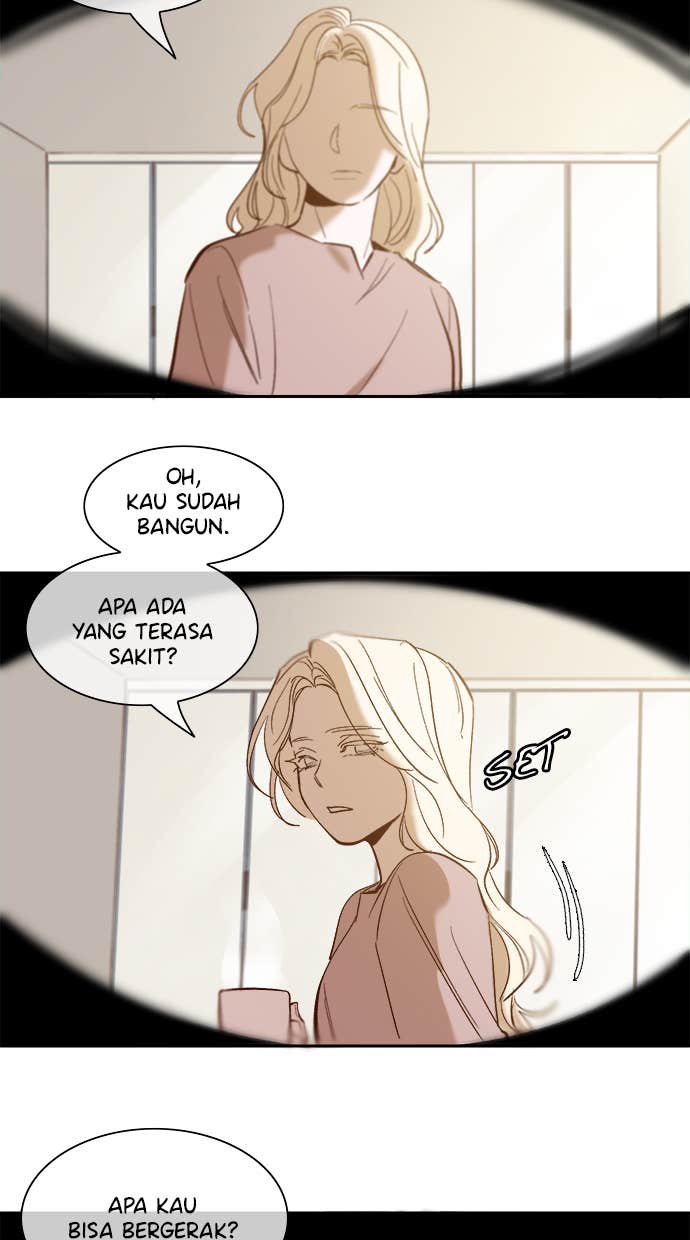 OH,
KAU SUDAH
BANGUN.
APA ADA
YANG TERASA
SAKIT?
SET
APA KAU
BISA BERGERAK?